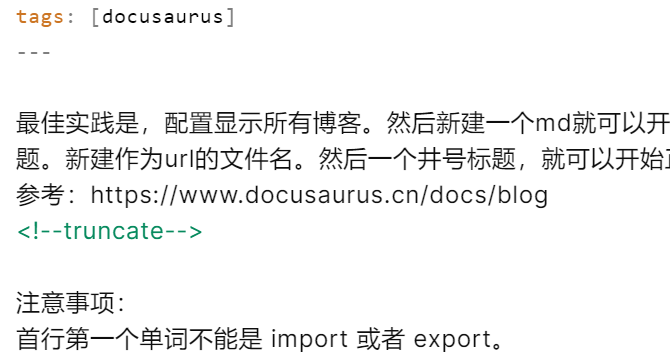 tags: [docusaurus]
---
最佳实践是，配置显示所有博客。然后新建一个md就可以开
题。新建作为url的文件名。然后一个井号标题，就可以开始
参考：https://www.docusaurus.cn/docs/blog
<!--truncate-->
注意事项：
首行第一个单词不能是 import 或者 export。